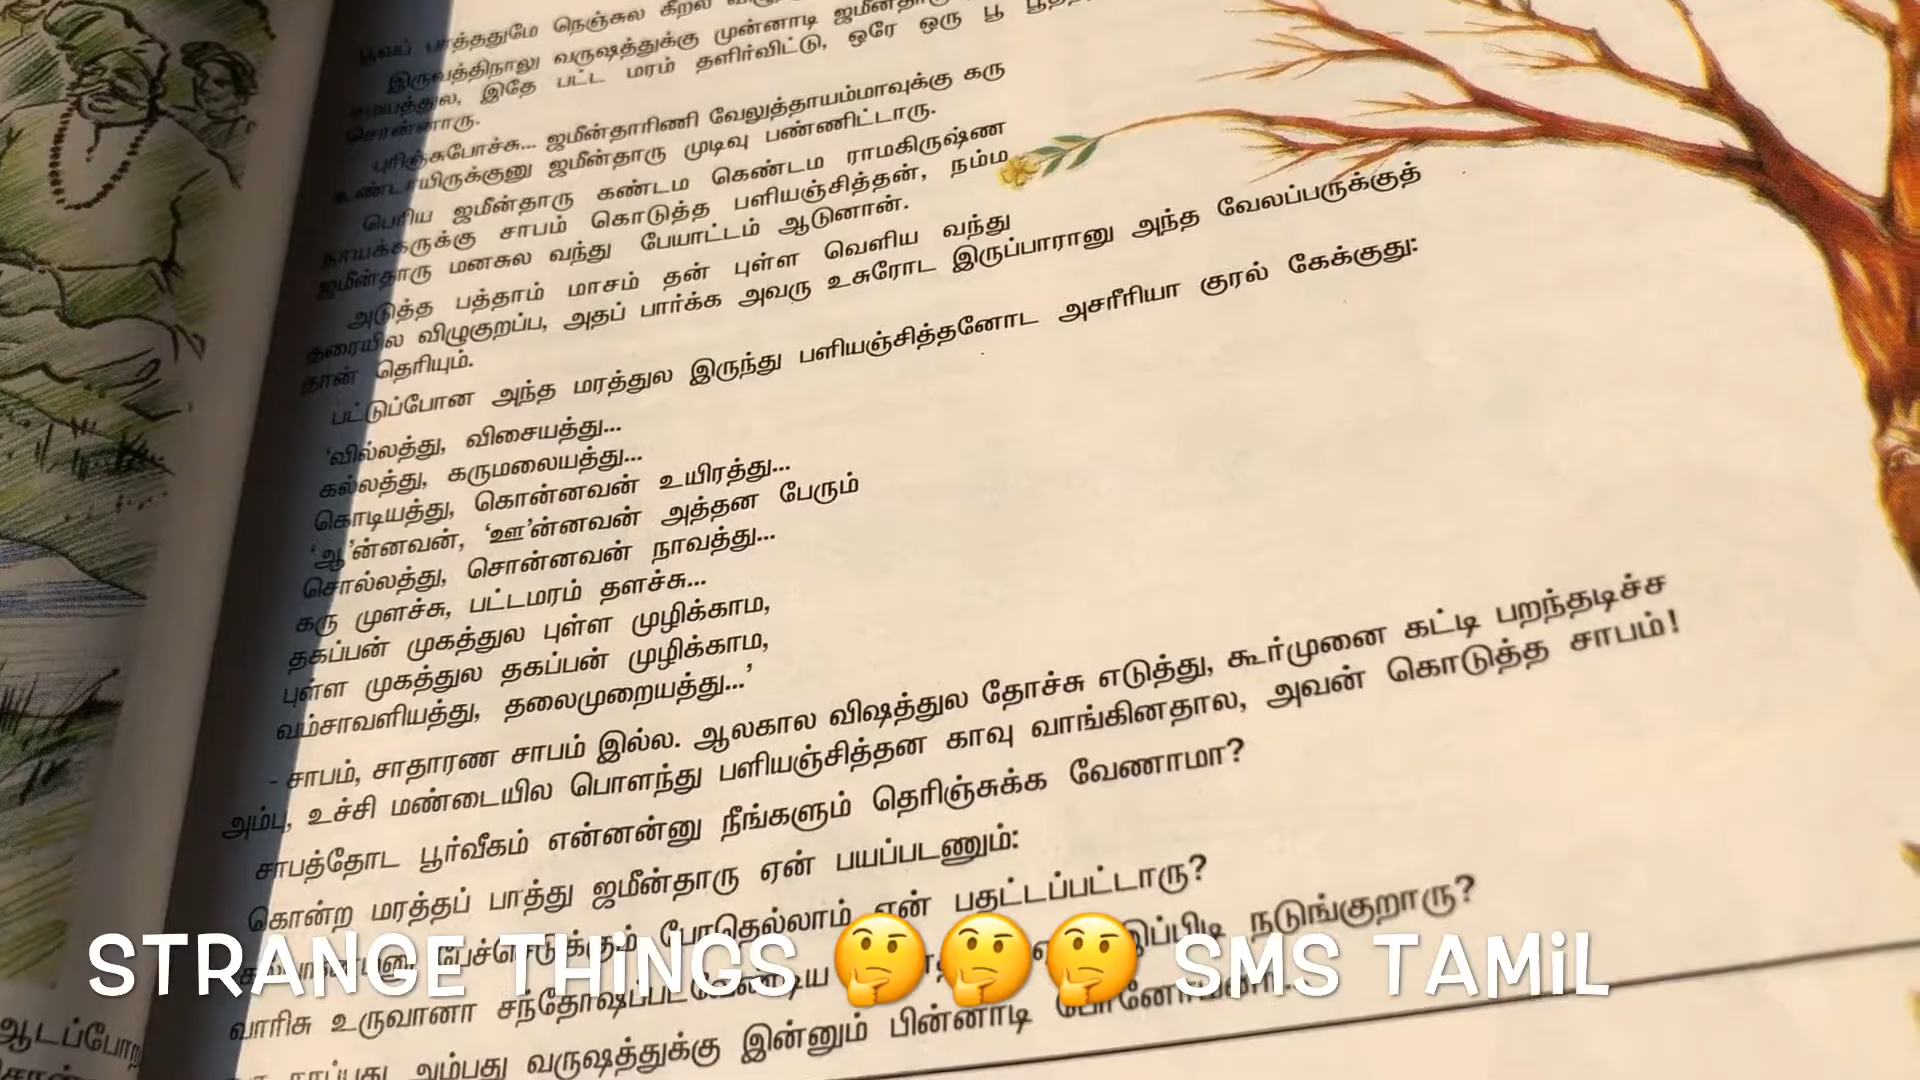 பாத்ததுமே நெஞ்சுல கீறல்
இருவத்திநாலு வருஷத்துக்கு முன்னாடி
சமயத்துல, இதே பட்ட மரம் தளிர்விட்டு, ஒரே ஒரு பூ
சொன்னாரு.
புரிஞ்சுபோச்சு... ஜமீன்தாரிணி வேலுத்தாயம்மாவுக்கு கரு
உண்டாயிருக்குனு ஜமீன்தாரு முடிவு பண்ணிட்டாரு.
பெரிய ஜமீன்தாரு கண்டம கெண்டம ராமகிருஷ்ண
நாயக்கருக்கு சாபம் கொடுத்த பளியஞ்சித்தன், நம்ம
ஜமீன்தாரு மனசுல வந்து பேயாட்டம் ஆடுனான்.
அடுத்த பத்தாம் மாசம் தன் புள்ள வெளிய வந்து
தரையில விழுகுறப்ப, அதப் பார்க்க அவரு உசுரோட இருப்பாரானு அந்த வேலப்பருக்குத்
தான் தெரியும்.
பட்டுப்போன அந்த மரத்துல இருந்து பளியஞ்சித்தனோட அசரீரியா குரல் கேக்குது:
‘வில்லத்து, விசையத்து...
கல்லத்து, கருமலையத்து...
கொடியத்து, கொன்னவன் உயிரத்து...
‘ஆ’ன்னவன், ‘ஊ’ன்னவன் அத்தன பேரும்
சொல்லத்து, சொன்னவன் நாவத்து...
கரு முளச்சு, பட்டமரம் தளச்சு...
தகப்பன் முகத்துல புள்ள முழிக்காம,
புள்ள முகத்துல தகப்பன் முழிக்காம,
வம்சாவளியத்து, தலைமுறையத்து...’
- சாபம், சாதாரண சாபம் இல்ல. ஆலகால விஷத்துல தோச்சு எடுத்து, கூர்முனை கட்டி பறந்தடிச்ச
அம்பு, உச்சி மண்டையில பொளந்து பளியஞ்சித்தன காவு வாங்கினதால, அவன் கொடுத்த சாபம்!
சாபத்தோட பூர்வீகம் என்னன்னு நீங்களும் தெரிஞ்சுக்க வேணாமா?
கொன்ற மரத்தப் பாத்து ஜமீன்தாரு ஏன் பயப்படணும்:
பேச்செடுக்கும் போதெல்லாம் ஏன் பதட்டப்பட்டாரு?
வாரிசு உருவானா சந்தோஷப்படவேண்டிய இப்பிடி நடுங்குறாரு?
நாப்பது அம்பது வருஷத்துக்கு இன்னும் பின்னாடி
ஆடப்போற
STRANGE THINGS 🤔🤔🤔 SMS TAMIL